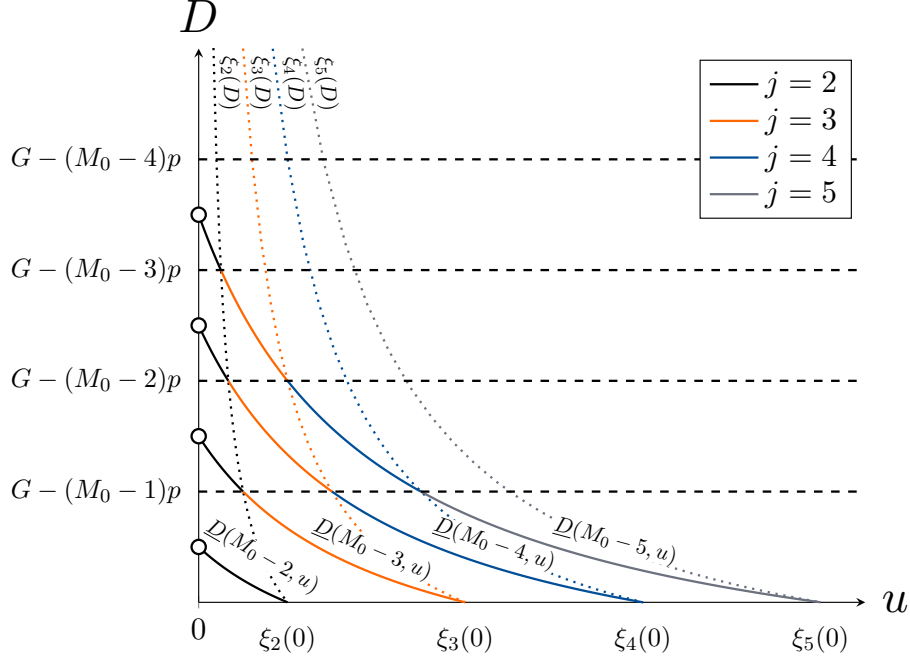 D
ξ₂(D)
ξ₃(D)
ξ₄(D)
ξ₅(D)
j = 2
j = 3
j = 4
j = 5
G − (M₀ − 4)p
G − (M₀ − 3)p
G − (M₀ − 2)p
G − (M₀ − 1)p
D̲(M₀ − 2, u)
D̲(M₀ − 3, u)
D̲(M₀ − 4, u)
D̲(M₀ − 5, u)
u
0
ξ₂(0)
ξ₃(0)
ξ₄(0)
ξ₅(0)